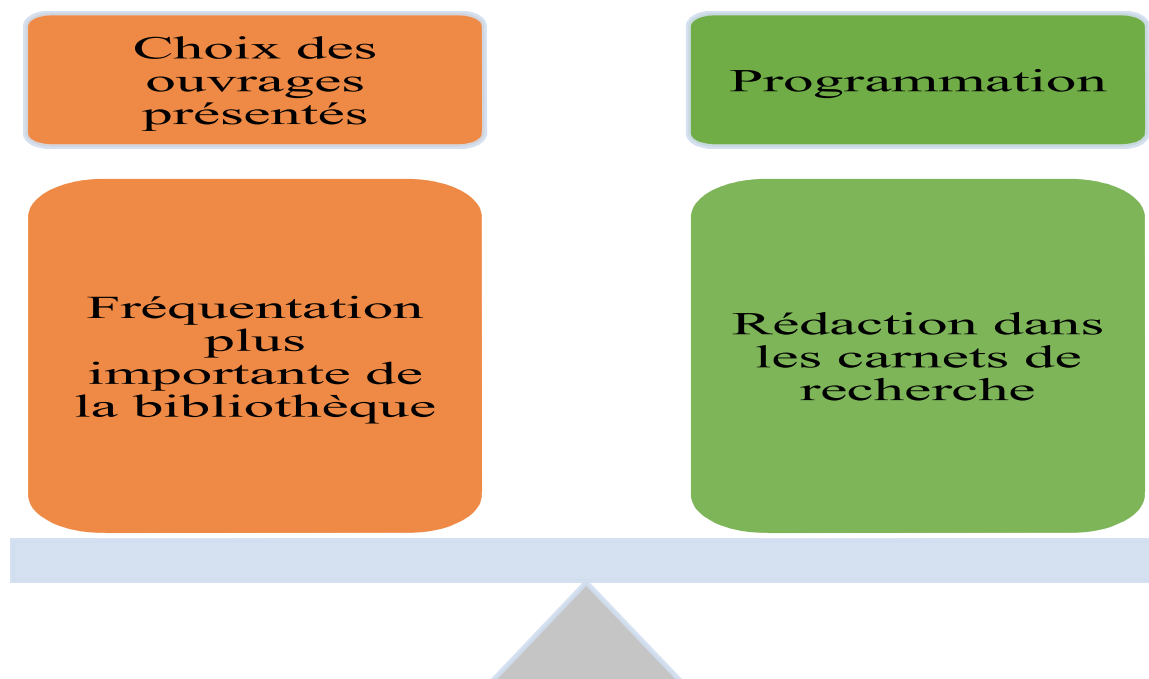 Choix des
ouvrages
présentés
Programmation
Fréquentation
plus
importante de
la bibliothèque
Rédaction dans
les carnets de
recherche